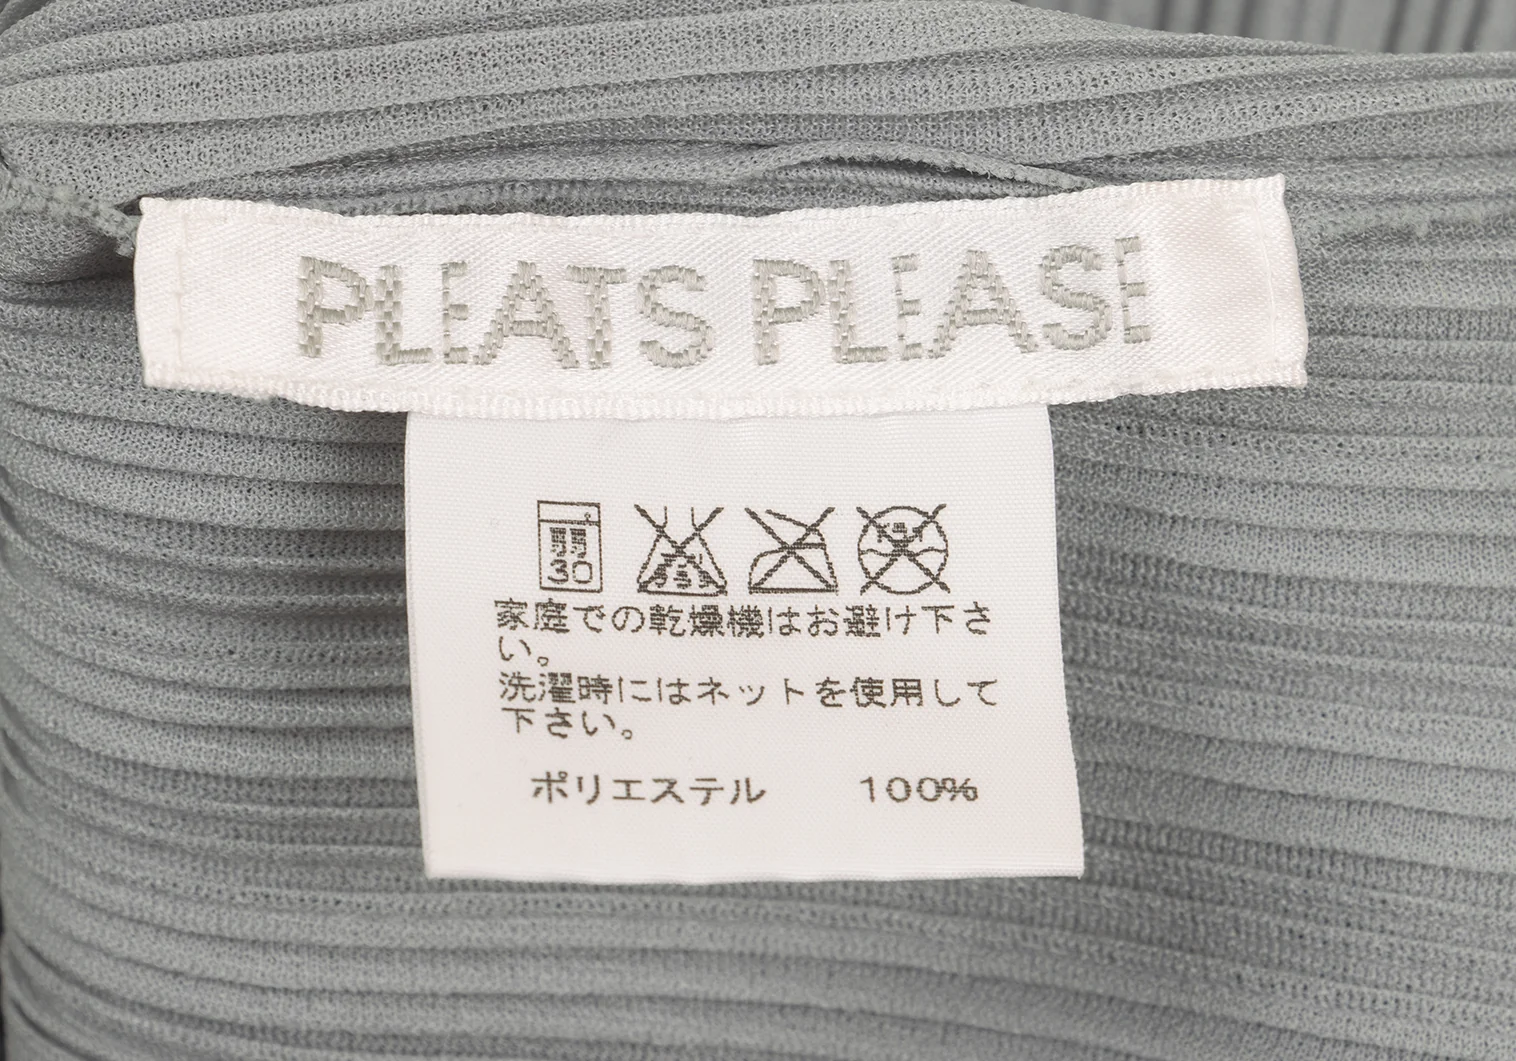 PLEATS PLEASE
弱
30
家庭での乾燥機はお避け下さ
い。
洗濯時にはネットを使用して
下さい。
ポリエステル 100%